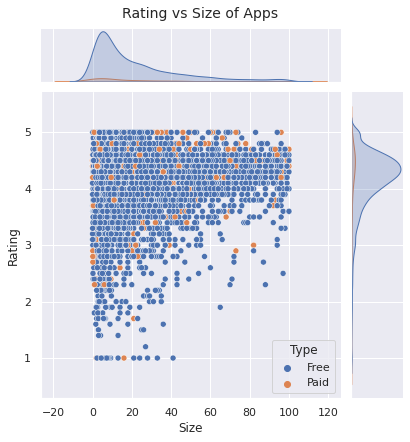 Rating vs Size of Apps
5
4
3
2
1
Rating
Type
Free
Paid
−20 0 20 40 60 80 100 120
Size